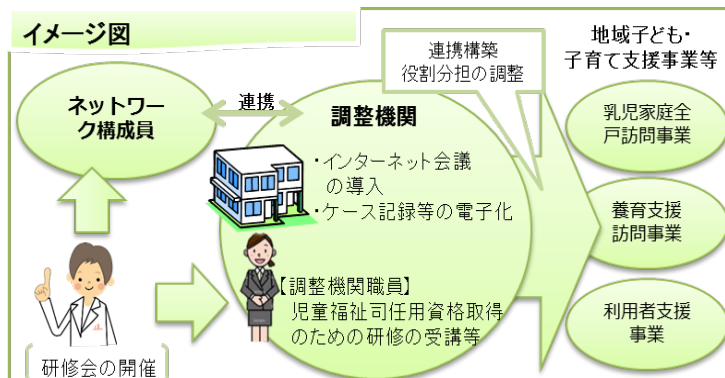 イメージ図
ネットワー
ク構成員
連携
調整機関
・インターネット会議
の導入
・ケース記録等の電子化
【調整機関職員】
児童福祉司任用資格取得
のための研修の受講等
研修会の開催
連携構築
役割分担の調整
地域子ども・
子育て支援事業等
乳児家庭全
戸訪問事業
養育支援
訪問事業
利用者支援
事業